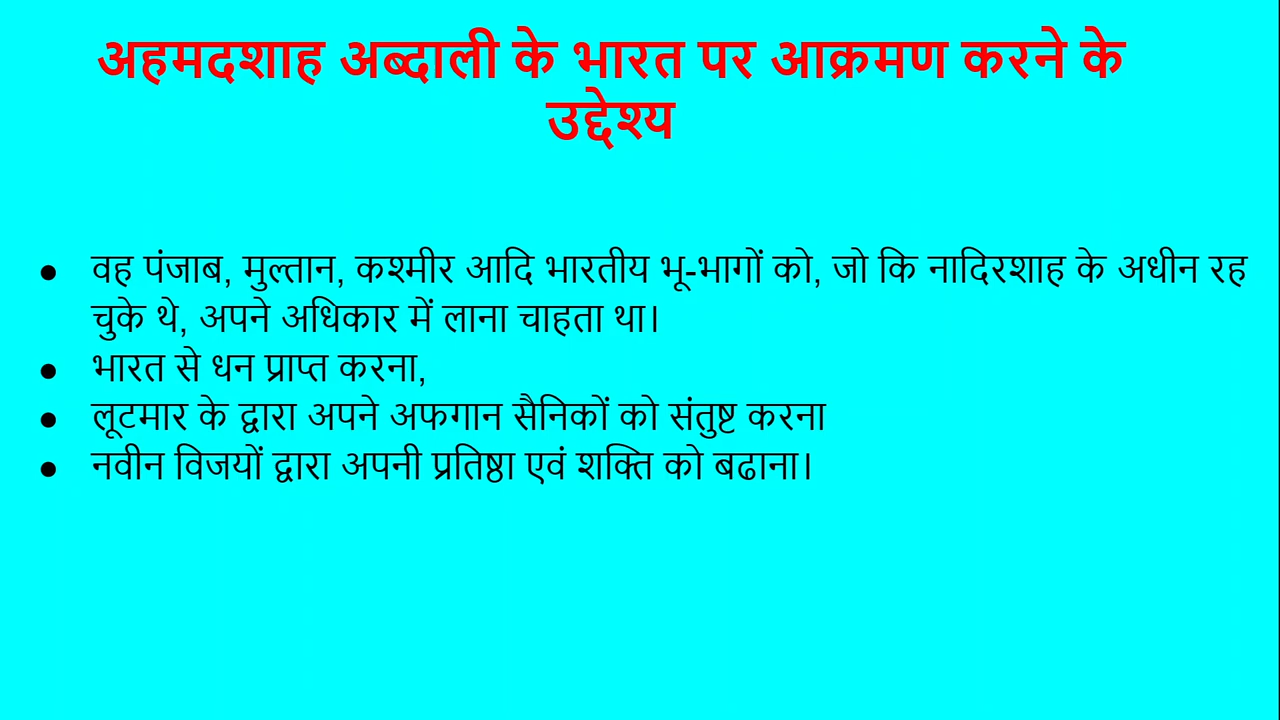 अहमदशाह अब्दाली के भारत पर आक्रमण करने के
उद्देश्य
● वह पंजाब, मुल्तान, कश्मीर आदि भारतीय भू-भागों को, जो कि नादिरशाह के अधीन रह
चुके थे, अपने अधिकार में लाना चाहता था।
● भारत से धन प्राप्त करना,
● लूटमार के द्वारा अपने अफगान सैनिकों को संतुष्ट करना
● नवीन विजयों द्वारा अपनी प्रतिष्ठा एवं शक्ति को बढाना।